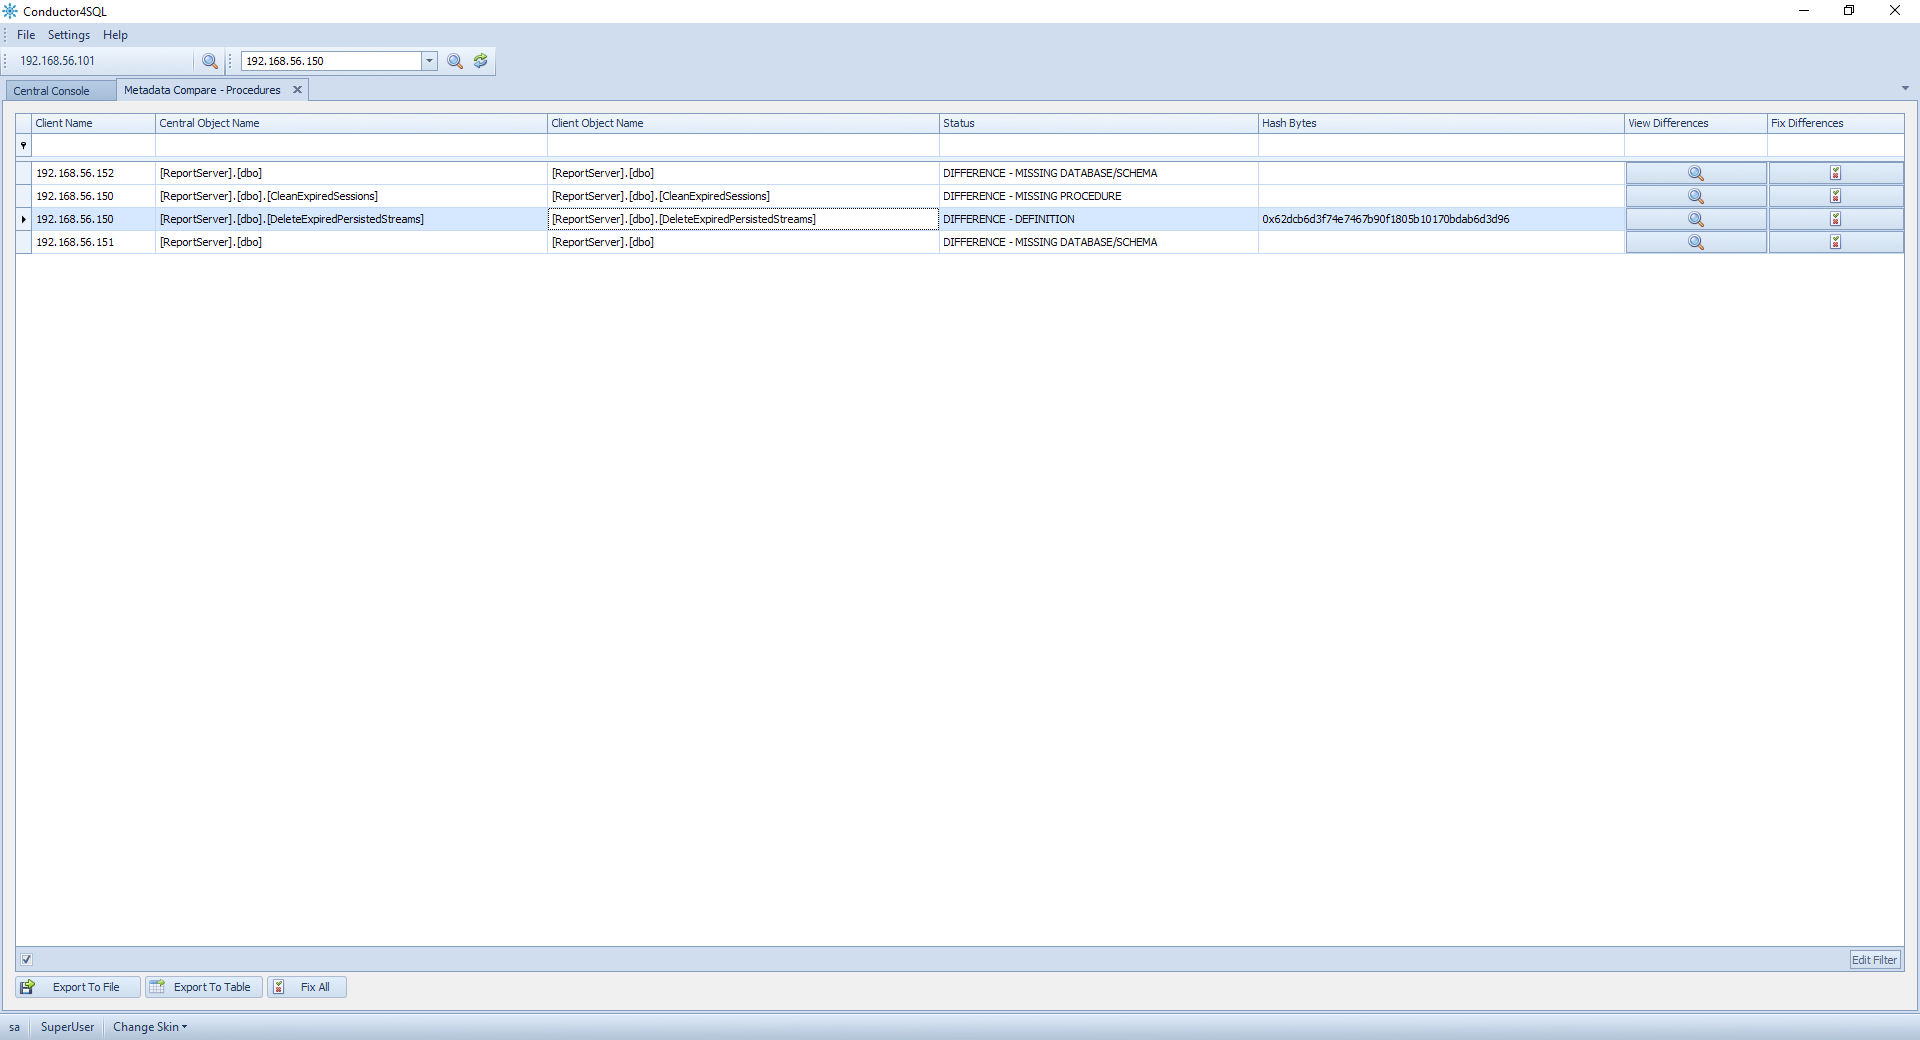 Conductor4SQL
File Settings Help
192.168.56.101 192.168.56.150
Central Console Metadata Compare - Procedures
Client Name Central Object Name Client Object Name Status Hash Bytes View Differences Fix Differences
192.168.56.152 [ReportServer].[dbo] [ReportServer].[dbo] DIFFERENCE - MISSING DATABASE/SCHEMA
192.168.56.150 [ReportServer].[dbo].[CleanExpiredSessions] [ReportServer].[dbo].[CleanExpiredSessions] DIFFERENCE - MISSING PROCEDURE
192.168.56.150 [ReportServer].[dbo].[DeleteExpiredPersistedStreams] [ReportServer].[dbo].[DeleteExpiredPersistedStreams] DIFFERENCE - DEFINITION 0x62dcb6d3f74e7467b90f1805b10170bdab6d3d96
192.168.56.151 [ReportServer].[dbo] [ReportServer].[dbo] DIFFERENCE - MISSING DATABASE/SCHEMA
Edit Filter
Export To File Export To Table Fix All
sa SuperUser Change Skin